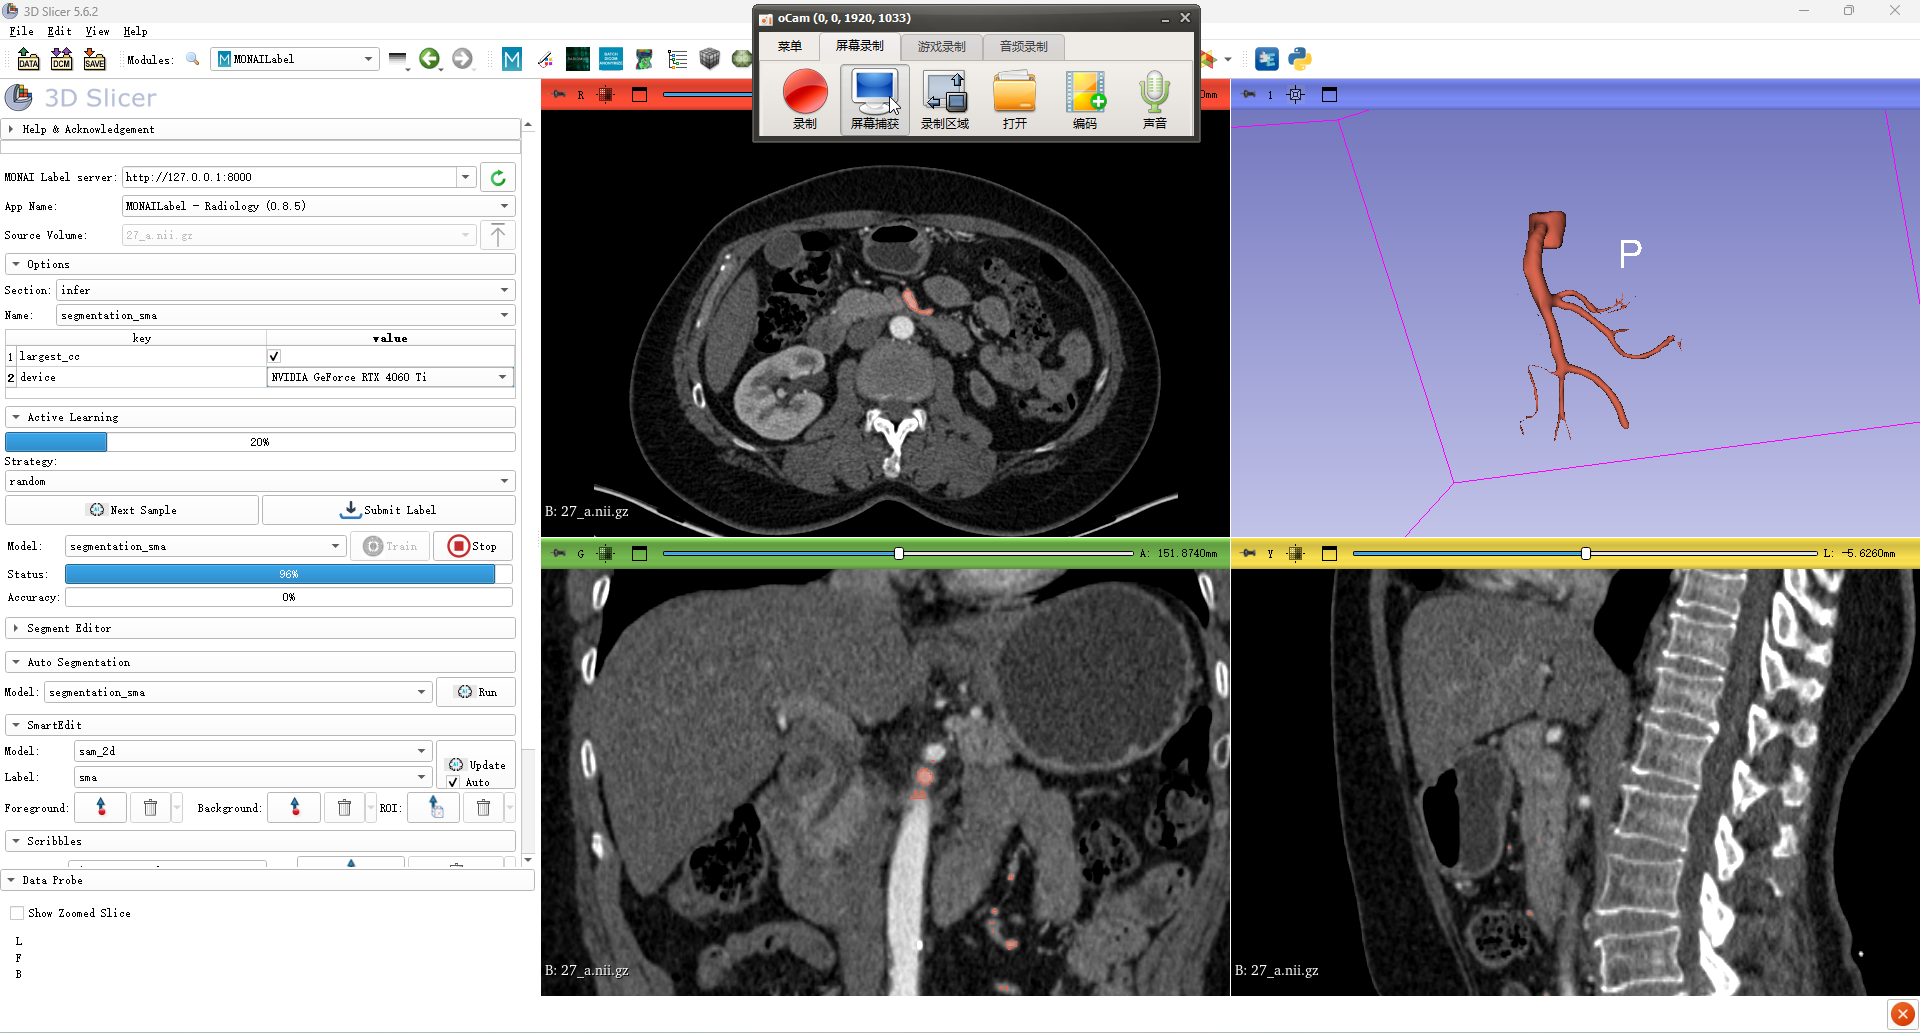 3D Slicer 5.6.2
File Edit View Help
DATA DCM SAVE Modules: MONAILabel
oCam (0, 0, 1920, 1033)
菜单 屏幕录制 游戏录制 音频录制
录制 屏幕捕获 录制区域 打开 编码 声音
3D Slicer
Help & Acknowledgement
MONAI Label server: http://127.0.0.1:8000
App Name: MONAILabel - Radiology (0.8.5)
Source Volume: 27_a.nii.gz
Options
Section: infer
Name: segmentation_sma
key value
1 largest_cc
2 device NVIDIA GeForce RTX 4060 Ti
Active Learning
20%
Strategy:
random
Next Sample Submit Label
Model: segmentation_sma Train Stop
Status: 96%
Accuracy: 0%
Segment Editor
Auto Segmentation
Model: segmentation_sma Run
SmartEdit
Model: sam_2d
Update
Label: sma
Auto
Foreground: Background: ROI:
Scribbles
Data Probe
Show Zoomed Slice
L
F
B
R
0mm
B: 27_a.nii.gz
1
P
G A: 151.8740mm
B: 27_a.nii.gz
Y L: -5.6260mm
B: 27_a.nii.gz